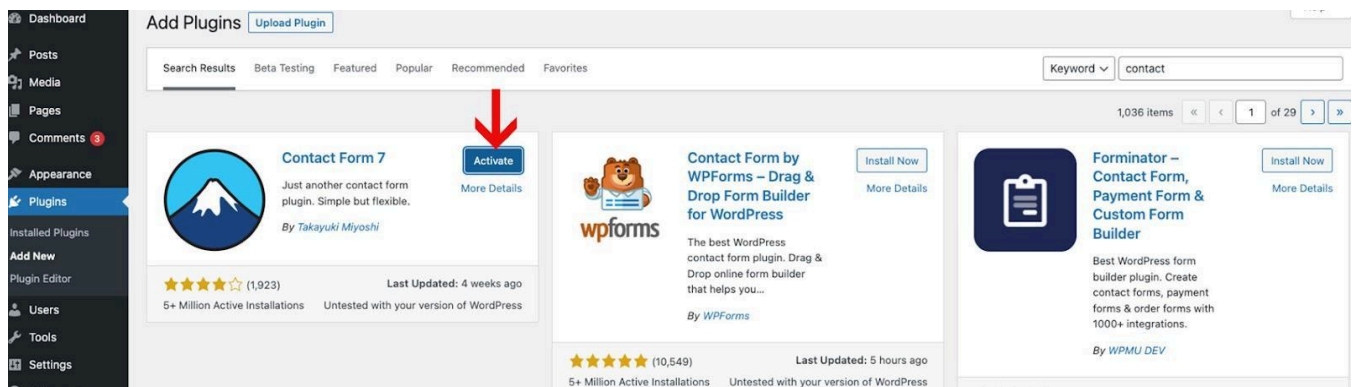 Dashboard
Posts
Media
Pages
Comments 3
Appearance
Plugins
Installed Plugins
Add New
Plugin Editor
Users
Tools
Settings
Add Plugins Upload Plugin
Search Results Beta Testing Featured Popular Recommended Favorites
Keyword contact
1,036 items « ‹ 1 of 29 › »
Contact Form 7
Activate
More Details
Just another contact form
plugin. Simple but flexible.
By Takayuki Miyoshi
(1,923)
Last Updated: 4 weeks ago
5+ Million Active Installations
Untested with your version of WordPress
wpforms
Contact Form by
WPForms – Drag &
Drop Form Builder
for WordPress
Install Now
More Details
The best WordPress
contact form plugin. Drag &
Drop online form builder
that helps you...
By WPForms
(10,549)
Last Updated: 5 hours ago
5+ Million Active Installations
Untested with your version of WordPress
Forminator –
Contact Form,
Payment Form &
Custom Form
Builder
Install Now
More Details
Best WordPress form
builder plugin. Create
contact forms, payment
forms & order forms with
1000+ integrations.
By WPMU DEV